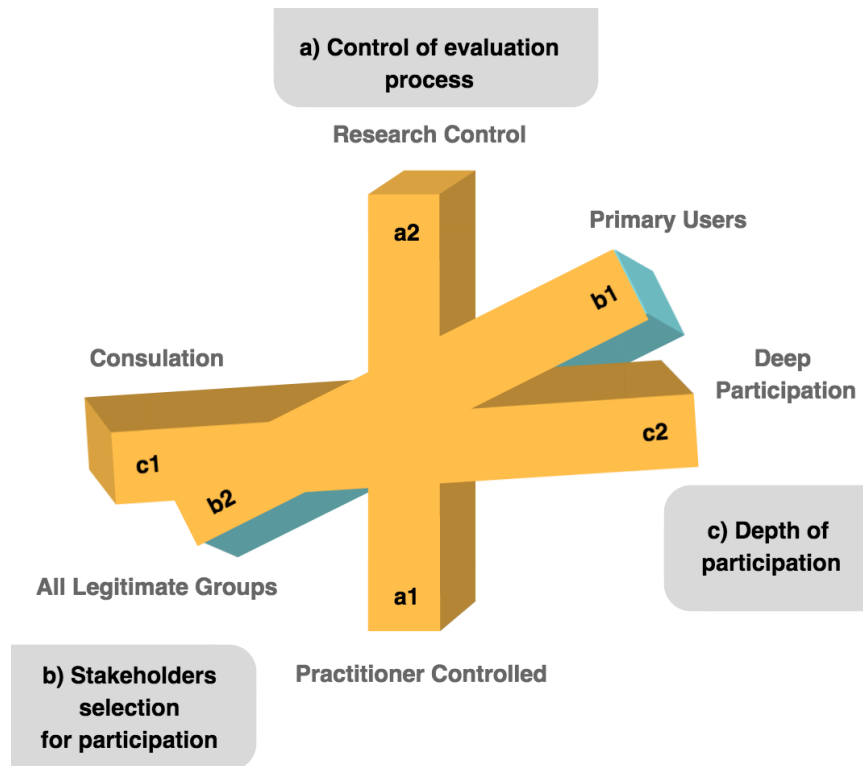 a) Control of evaluation
process
Research Control
a2
Primary Users
b1
Consulation
Deep
Participation
c1
c2
b2
c) Depth of
participation
All Legitimate Groups
a1
b) Stakeholders
selection
for participation
Practitioner Controlled